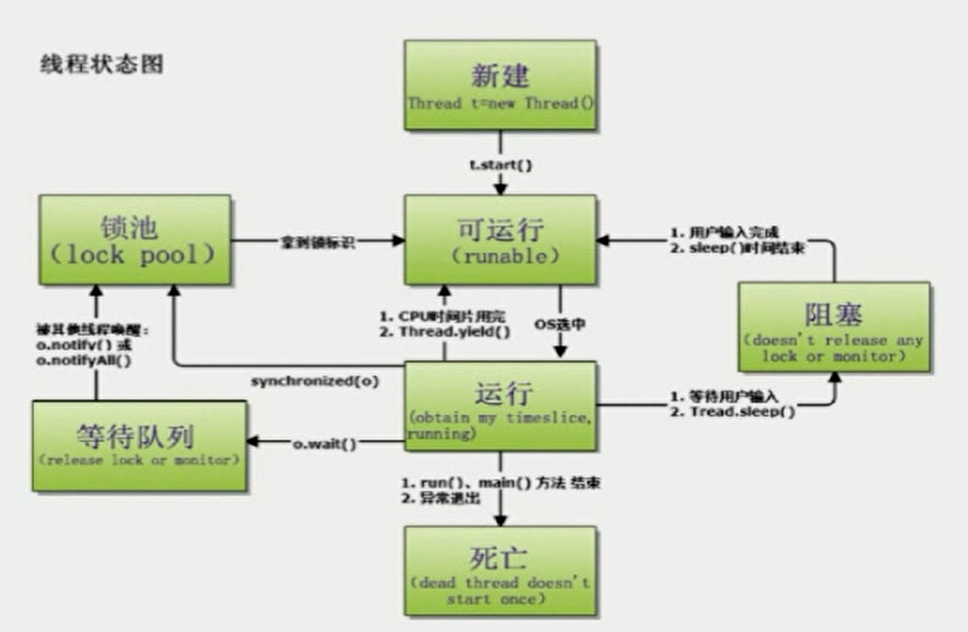 线程状态图
新建
Thread t=new Thread()
t.start()
锁池
(lock pool)
拿到锁标识
可运行
(runable)
1. 用户输入完成
2. sleep()时间结束
阻塞
(doesn't release any
lock or monitor)
被其他线程唤醒:
o.notify() 或
o.notifyAll()
1. CPU时间片用完
2. Thread.yield()
OS选中
synchronized(o)
运行
(obtain my timeslice,
running)
1. 等待用户输入
2. Tread.sleep()
等待队列
(release lock or monitor)
o.wait()
1. run()、main() 方法 结束
2. 异常退出
死亡
(dead thread doesn't
start once)